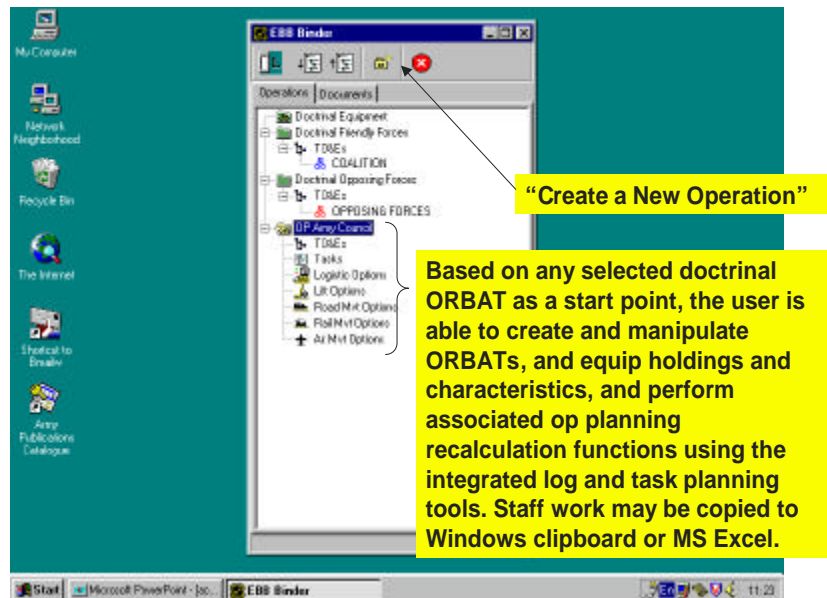 My Computer
Network
Neighborhood
Recycle Bin
The Internet
Shortcut to
Army
Publications
Catalogue
EBB Binder
Operations Documents
Doctrinal Equipment
Doctrinal Friendly Forces
TO&Es
COALITION
Doctrinal Opposing Forces
TO&Es
OPPOSING FORCES
OP Army Council
TO&Es
Tasks
Logistic Options
Lift Options
Road Mvt Options
Rail Mvt Options
Air Mvt Options
“Create a New Operation”
Based on any selected doctrinal
ORBAT as a start point, the user is
able to create and manipulate
ORBATs, and equip holdings and
characteristics, and perform
associated op planning
recalculation functions using the
integrated log and task planning
tools. Staff work may be copied to
Windows clipboard or MS Excel.
Start Microsoft PowerPoint - [ac... EBB Binder En 11:23